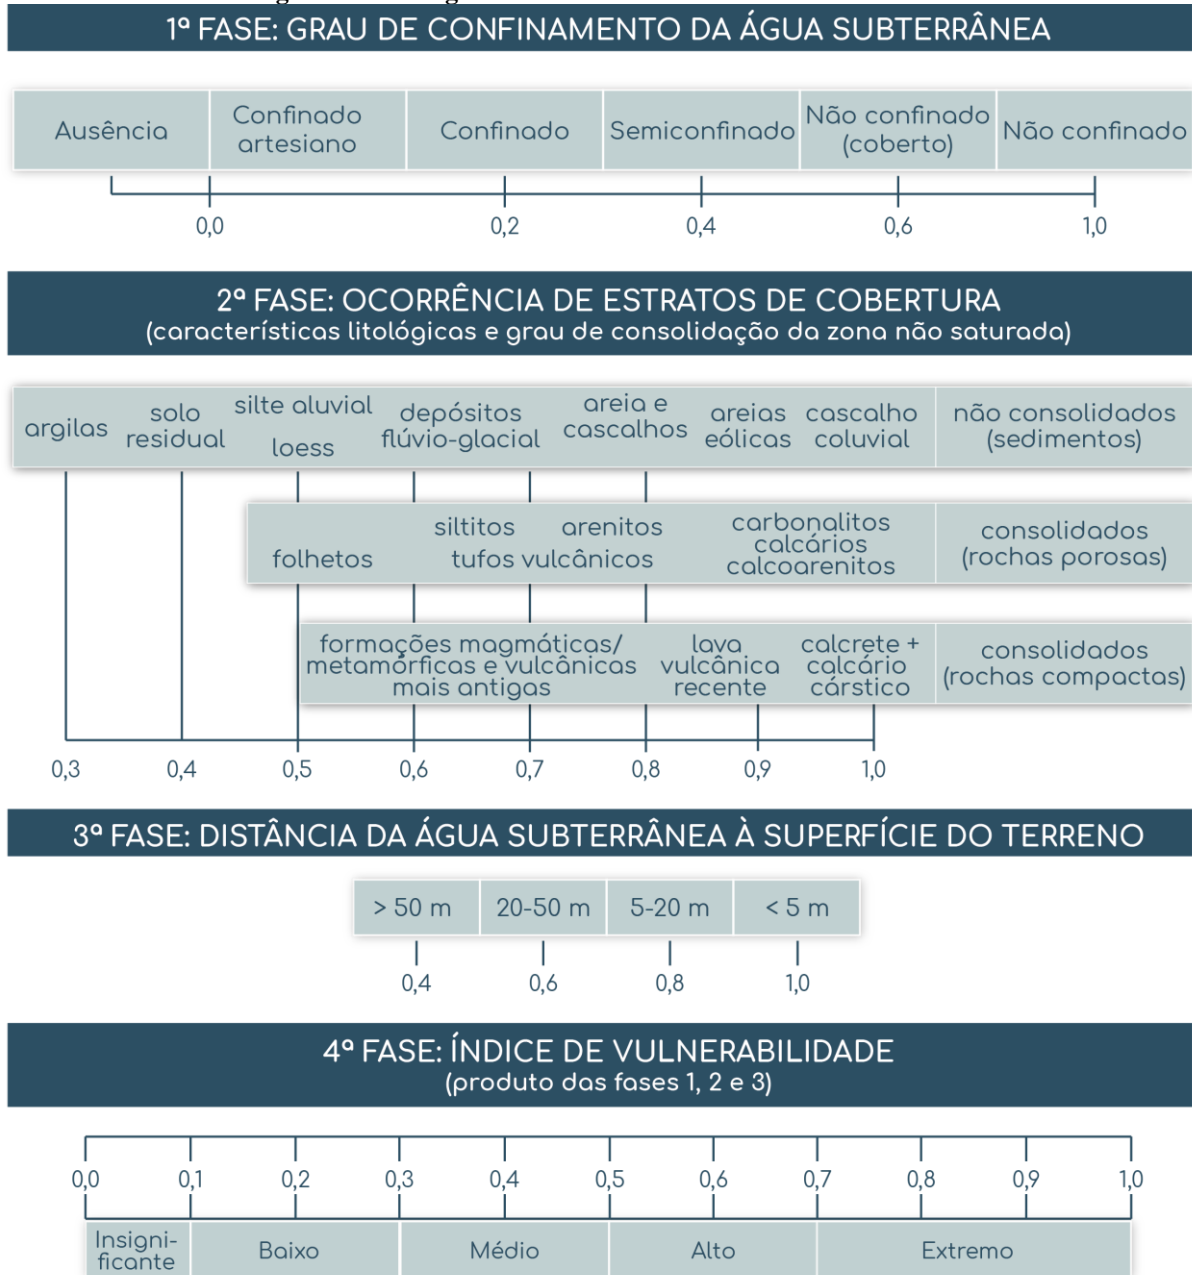 1ª FASE: GRAU DE CONFINAMENTO DA ÁGUA SUBTERRÂNEA
Ausência
Confinado
artesiano
Confinado
Semiconfinado
Não confinado
(coberto)
Não confinado
0,0
0,2
0,4
0,6
1,0
2ª FASE: OCORRÊNCIA DE ESTRATOS DE COBERTURA
(características litológicas e grau de consolidação da zona não saturada)
argilas
solo
residual
silte aluvial
loess
depósitos
flúvio-glacial
areia e
cascalhos
areias
eólicas
cascalho
coluvial
não consolidados
(sedimentos)
folhetos
siltitos
arenitos
tufos vulcânicos
carbonalitos
calcários
calcoarenitos
consolidados
(rochas porosas)
formações magmáticas/
metamórficas e vulcânicas
mais antigas
lava
vulcânica
recente
calcrete +
calcário
cárstico
consolidados
(rochas compactas)
0,3
0,4
0,5
0,6
0,7
0,8
0,9
1,0
3ª FASE: DISTÂNCIA DA ÁGUA SUBTERRÂNEA À SUPERFÍCIE DO TERRENO
> 50 m
20-50 m
5-20 m
< 5 m
0,4
0,6
0,8
1,0
4ª FASE: ÍNDICE DE VULNERABILIDADE
(produto das fases 1, 2 e 3)
0,0
0,1
0,2
0,3
0,4
0,5
0,6
0,7
0,8
0,9
1,0
Insigni-
ficante
Baixo
Médio
Alto
Extremo